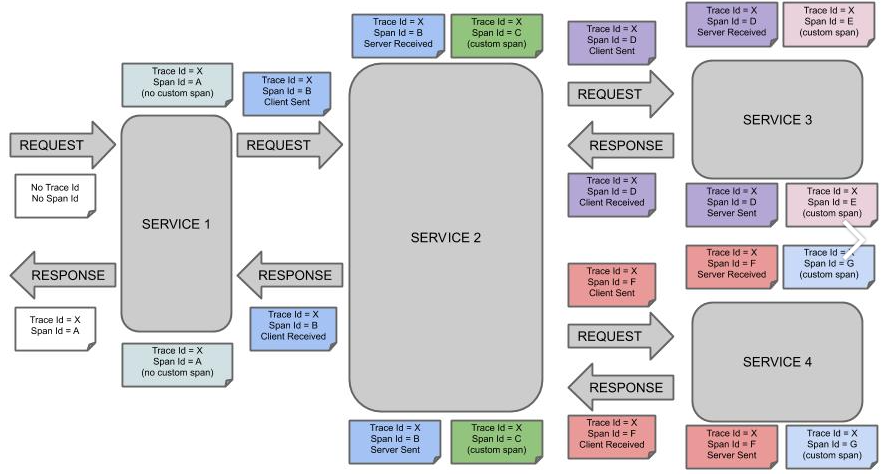 Trace Id = X
Span Id = A
(no custom span)
Trace Id = X
Span Id = B
Client Sent
Trace Id = X
Span Id = B
Server Received
Trace Id = X
Span Id = C
(custom span)
Trace Id = X
Span Id = D
Client Sent
Trace Id = X
Span Id = D
Server Received
Trace Id = X
Span Id = E
(custom span)
REQUEST
No Trace Id
No Span Id
SERVICE 1
REQUEST
SERVICE 2
REQUEST
RESPONSE
SERVICE 3
Trace Id = X
Span Id = D
Client Received
Trace Id = X
Span Id = D
Server Sent
Trace Id = X
Span Id = E
(custom span)
RESPONSE
Trace Id = X
Span Id = A
RESPONSE
Trace Id = X
Span Id = B
Client Received
Trace Id = X
Span Id = A
(no custom span)
Trace Id = X
Span Id = F
Client Sent
Trace Id = X
Span Id = F
Server Received
Trace Id =
Span Id = G
(custom span)
REQUEST
RESPONSE
SERVICE 4
Trace Id = X
Span Id = B
Server Sent
Trace Id = X
Span Id = C
(custom span)
Trace Id = X
Span Id = F
Client Received
Trace Id = X
Span Id = F
Server Sent
Trace Id = X
Span Id = G
(custom span)